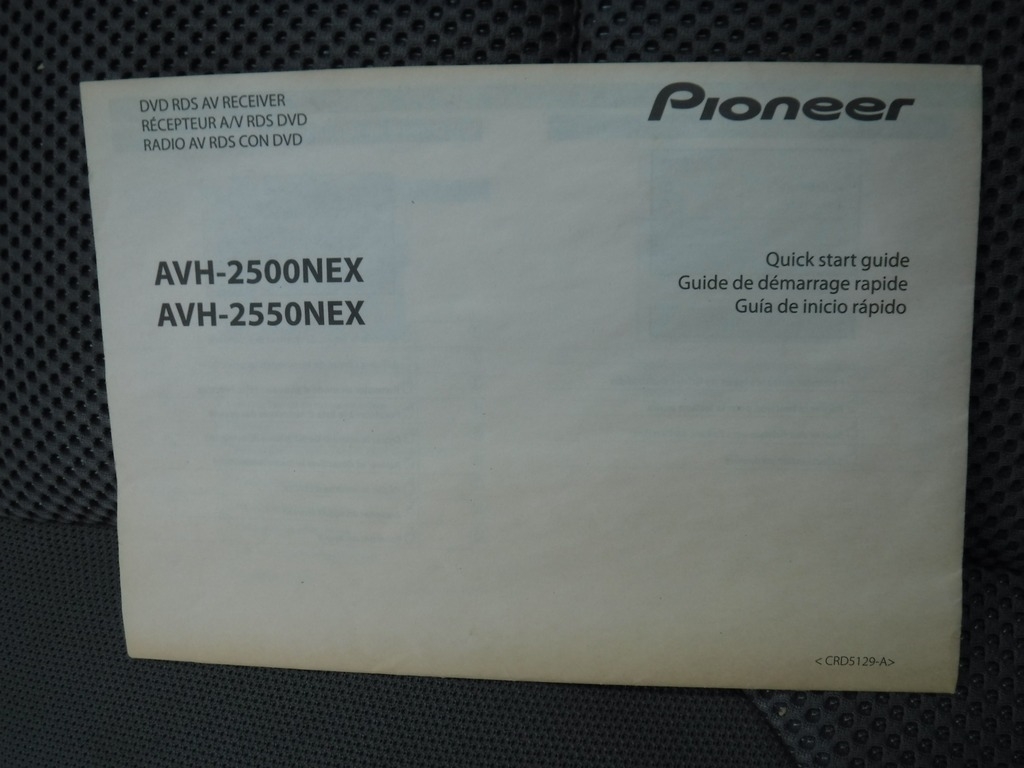 DVD RDS AV RECEIVER
RÉCEPTEUR A/V RDS DVD
RADIO AV RDS CON DVD
Pioneer
AVH-2500NEX
AVH-2550NEX
Quick start guide
Guide de démarrage rapide
Guía de inicio rápido
< CRD5129-A>